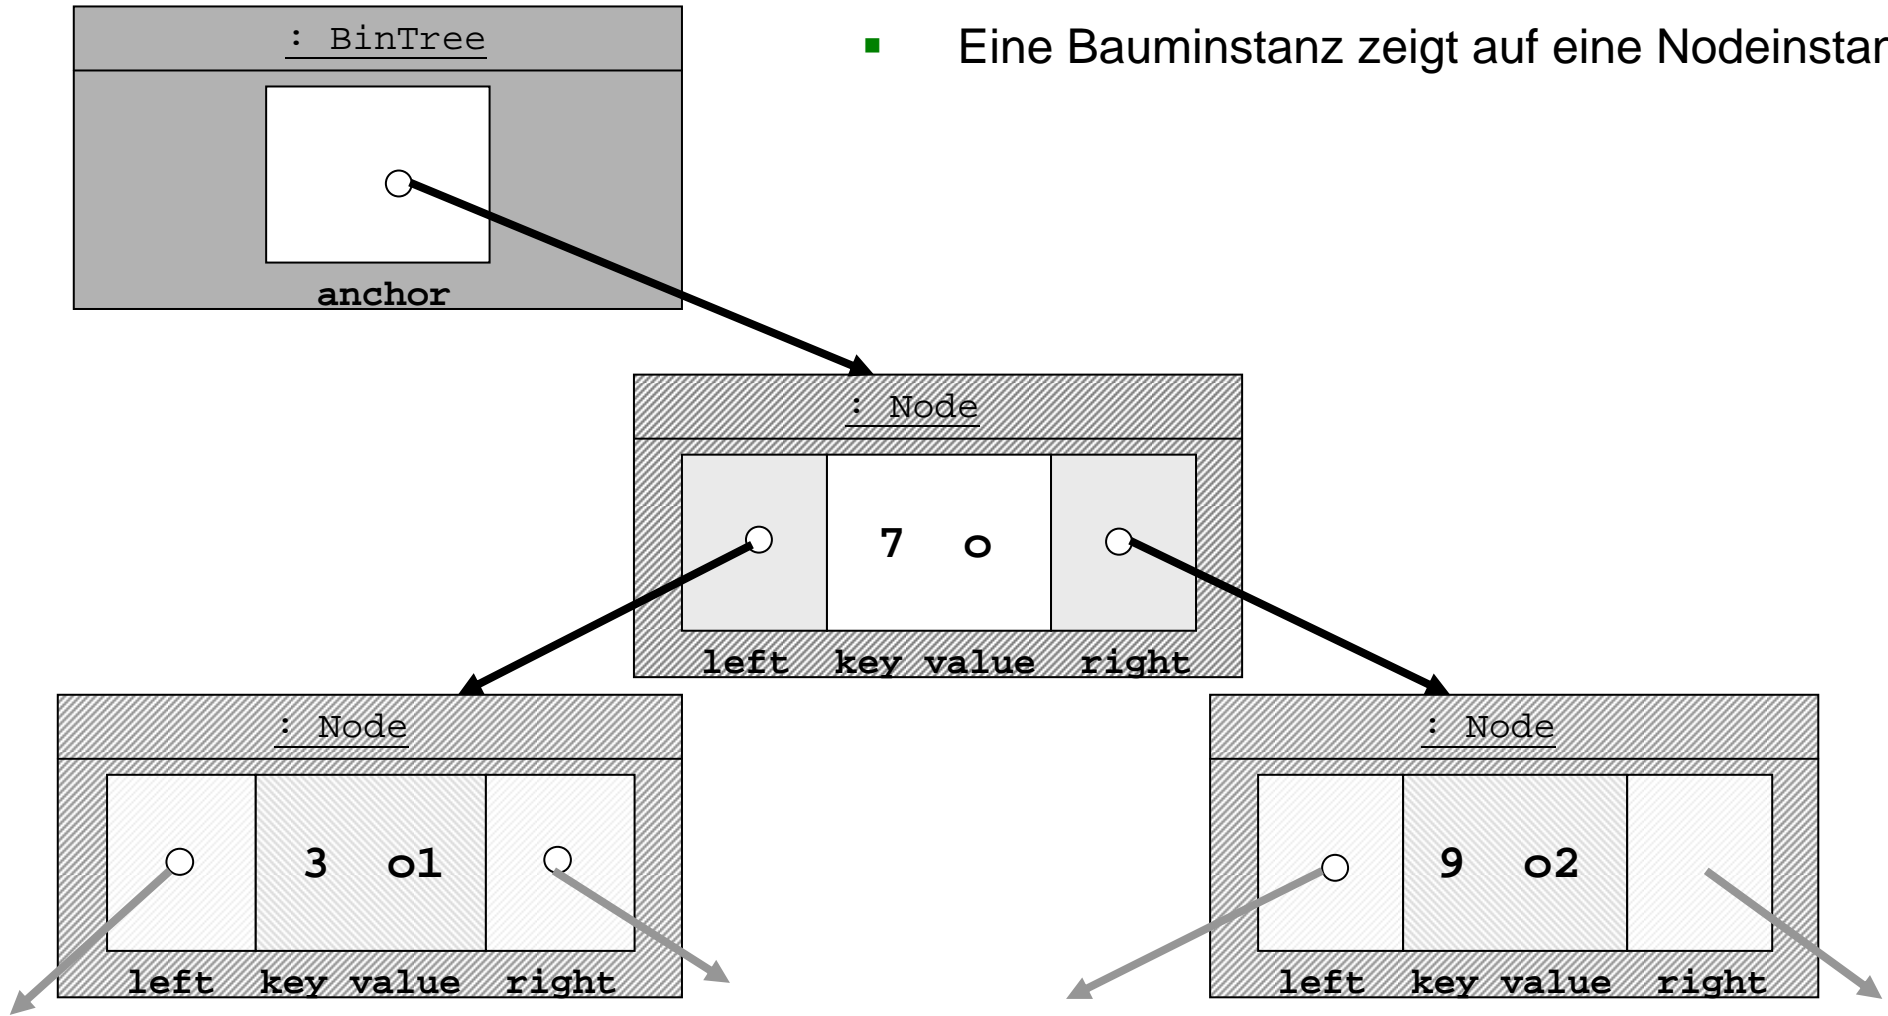 : BinTree
▪ Eine Bauminstanz zeigt auf eine
anchor
: Node
7 o
left key value right
: Node
3 o1
left key value right
: Node
9 o2
left key value right